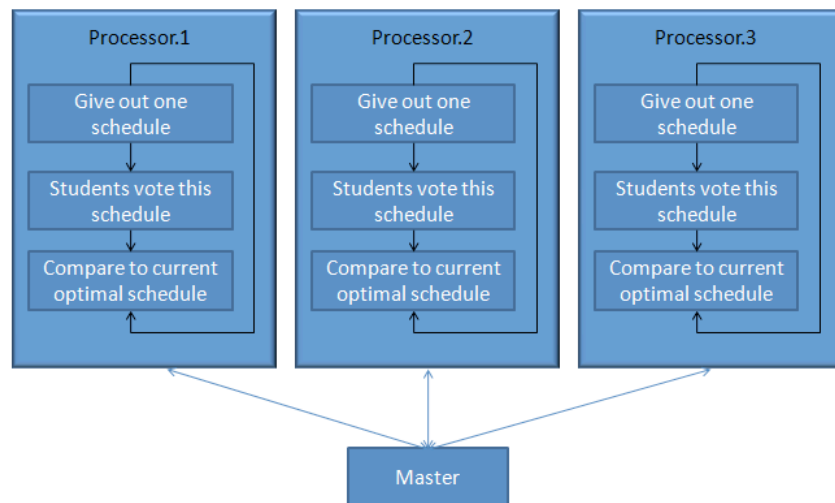 Processor.1
Give out one
schedule
Students vote this
schedule
Compare to current
optimal schedule
Processor.2
Give out one
schedule
Students vote this
schedule
Compare to current
optimal schedule
Processor.3
Give out one
schedule
Students vote this
schedule
Compare to current
optimal schedule
Master